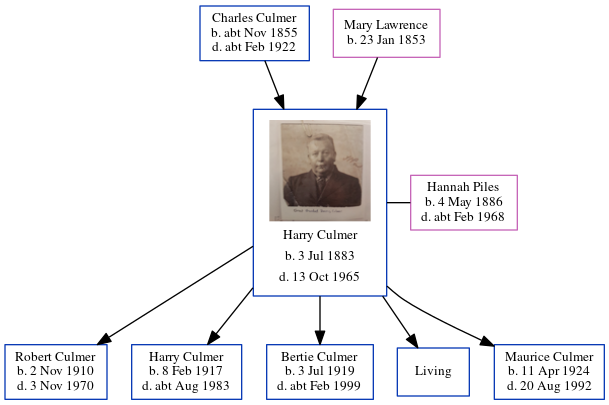 Charles Culmer
b. abt Nov 1855
d. abt Feb 1922
Mary Lawrence
b. 23 Jan 1853
Harry Culmer
b. 3 Jul 1883
d. 13 Oct 1965
Hannah Piles
b. 4 May 1886
d. abt Feb 1968
Robert Culmer
b. 2 Nov 1910
d. 3 Nov 1970
Harry Culmer
b. 8 Feb 1917
d. abt Aug 1983
Bertie Culmer
b. 3 Jul 1919
d. abt Feb 1999
Living
Maurice Culmer
b. 11 Apr 1924
d. 20 Aug 1992